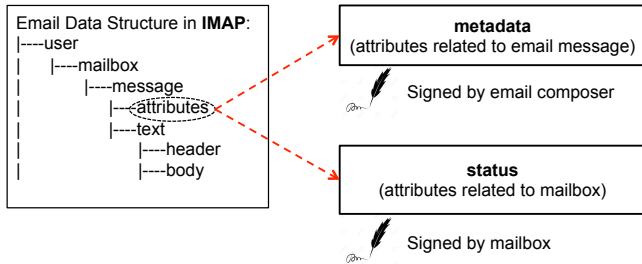 Email Data Structure in IMAP:
|----user
| |----mailbox
| |----message
| |----attributes
| |----text
| |----header
| |----body
metadata
(attributes related to email message)
Signed by email composer
status
(attributes related to mailbox)
Signed by mailbox